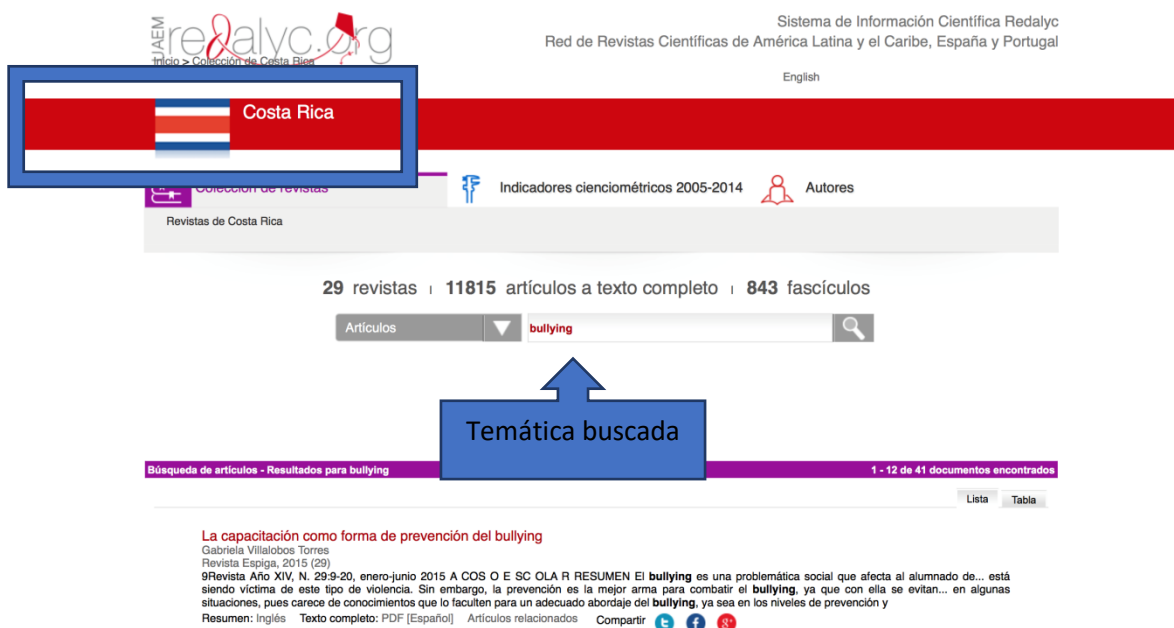 UAEM
redalyc.org
Sistema de Información Científica Redalyc
Red de Revistas Científicas de América Latina y el Caribe, España y Portugal
Inicio > Colección de Costa Rica
English
Costa Rica
Colección de revistas
Indicadores cienciométricos 2005-2014
Autores
Revistas de Costa Rica
29 revistas | 11815 artículos a texto completo | 843 fascículos
Artículos
bullying
Temática buscada
Búsqueda de artículos - Resultados para bullying
1 - 12 de 41 documentos encontrados
Lista Tabla
La capacitación como forma de prevención del bullying
Gabriela Villalobos Torres
Revista Espiga, 2015 (29)
9Revista Año XIV, N. 29:9-20, enero-junio 2015 A COS O E SC OLA R RESUMEN El bullying es una problemática social que afecta al alumnado de... está
siendo víctima de este tipo de violencia. Sin embargo, la prevención es la mejor arma para combatir el bullying, ya que con ella se evitan... en algunas
situaciones, pues carece de conocimientos que lo faculten para un adecuado abordaje del bullying, ya sea en los niveles de prevención y
Resumen: Inglés Texto completo: PDF [Español] Artículos relacionados Compartir